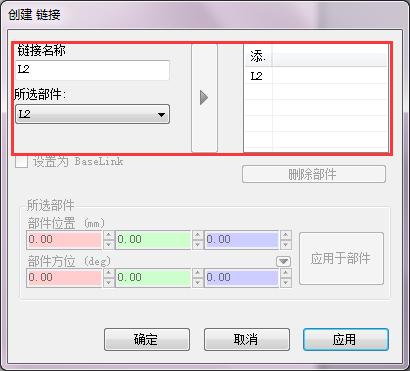 创建 链接
链接名称
L2
所选部件:
L2
添.
L2
设置为 BaseLink
删除部件
所选部件
部件位置 (mm)
0.00 0.00 0.00
部件方位 (deg)
0.00 0.00 0.00
应用于部件
确定 取消 应用